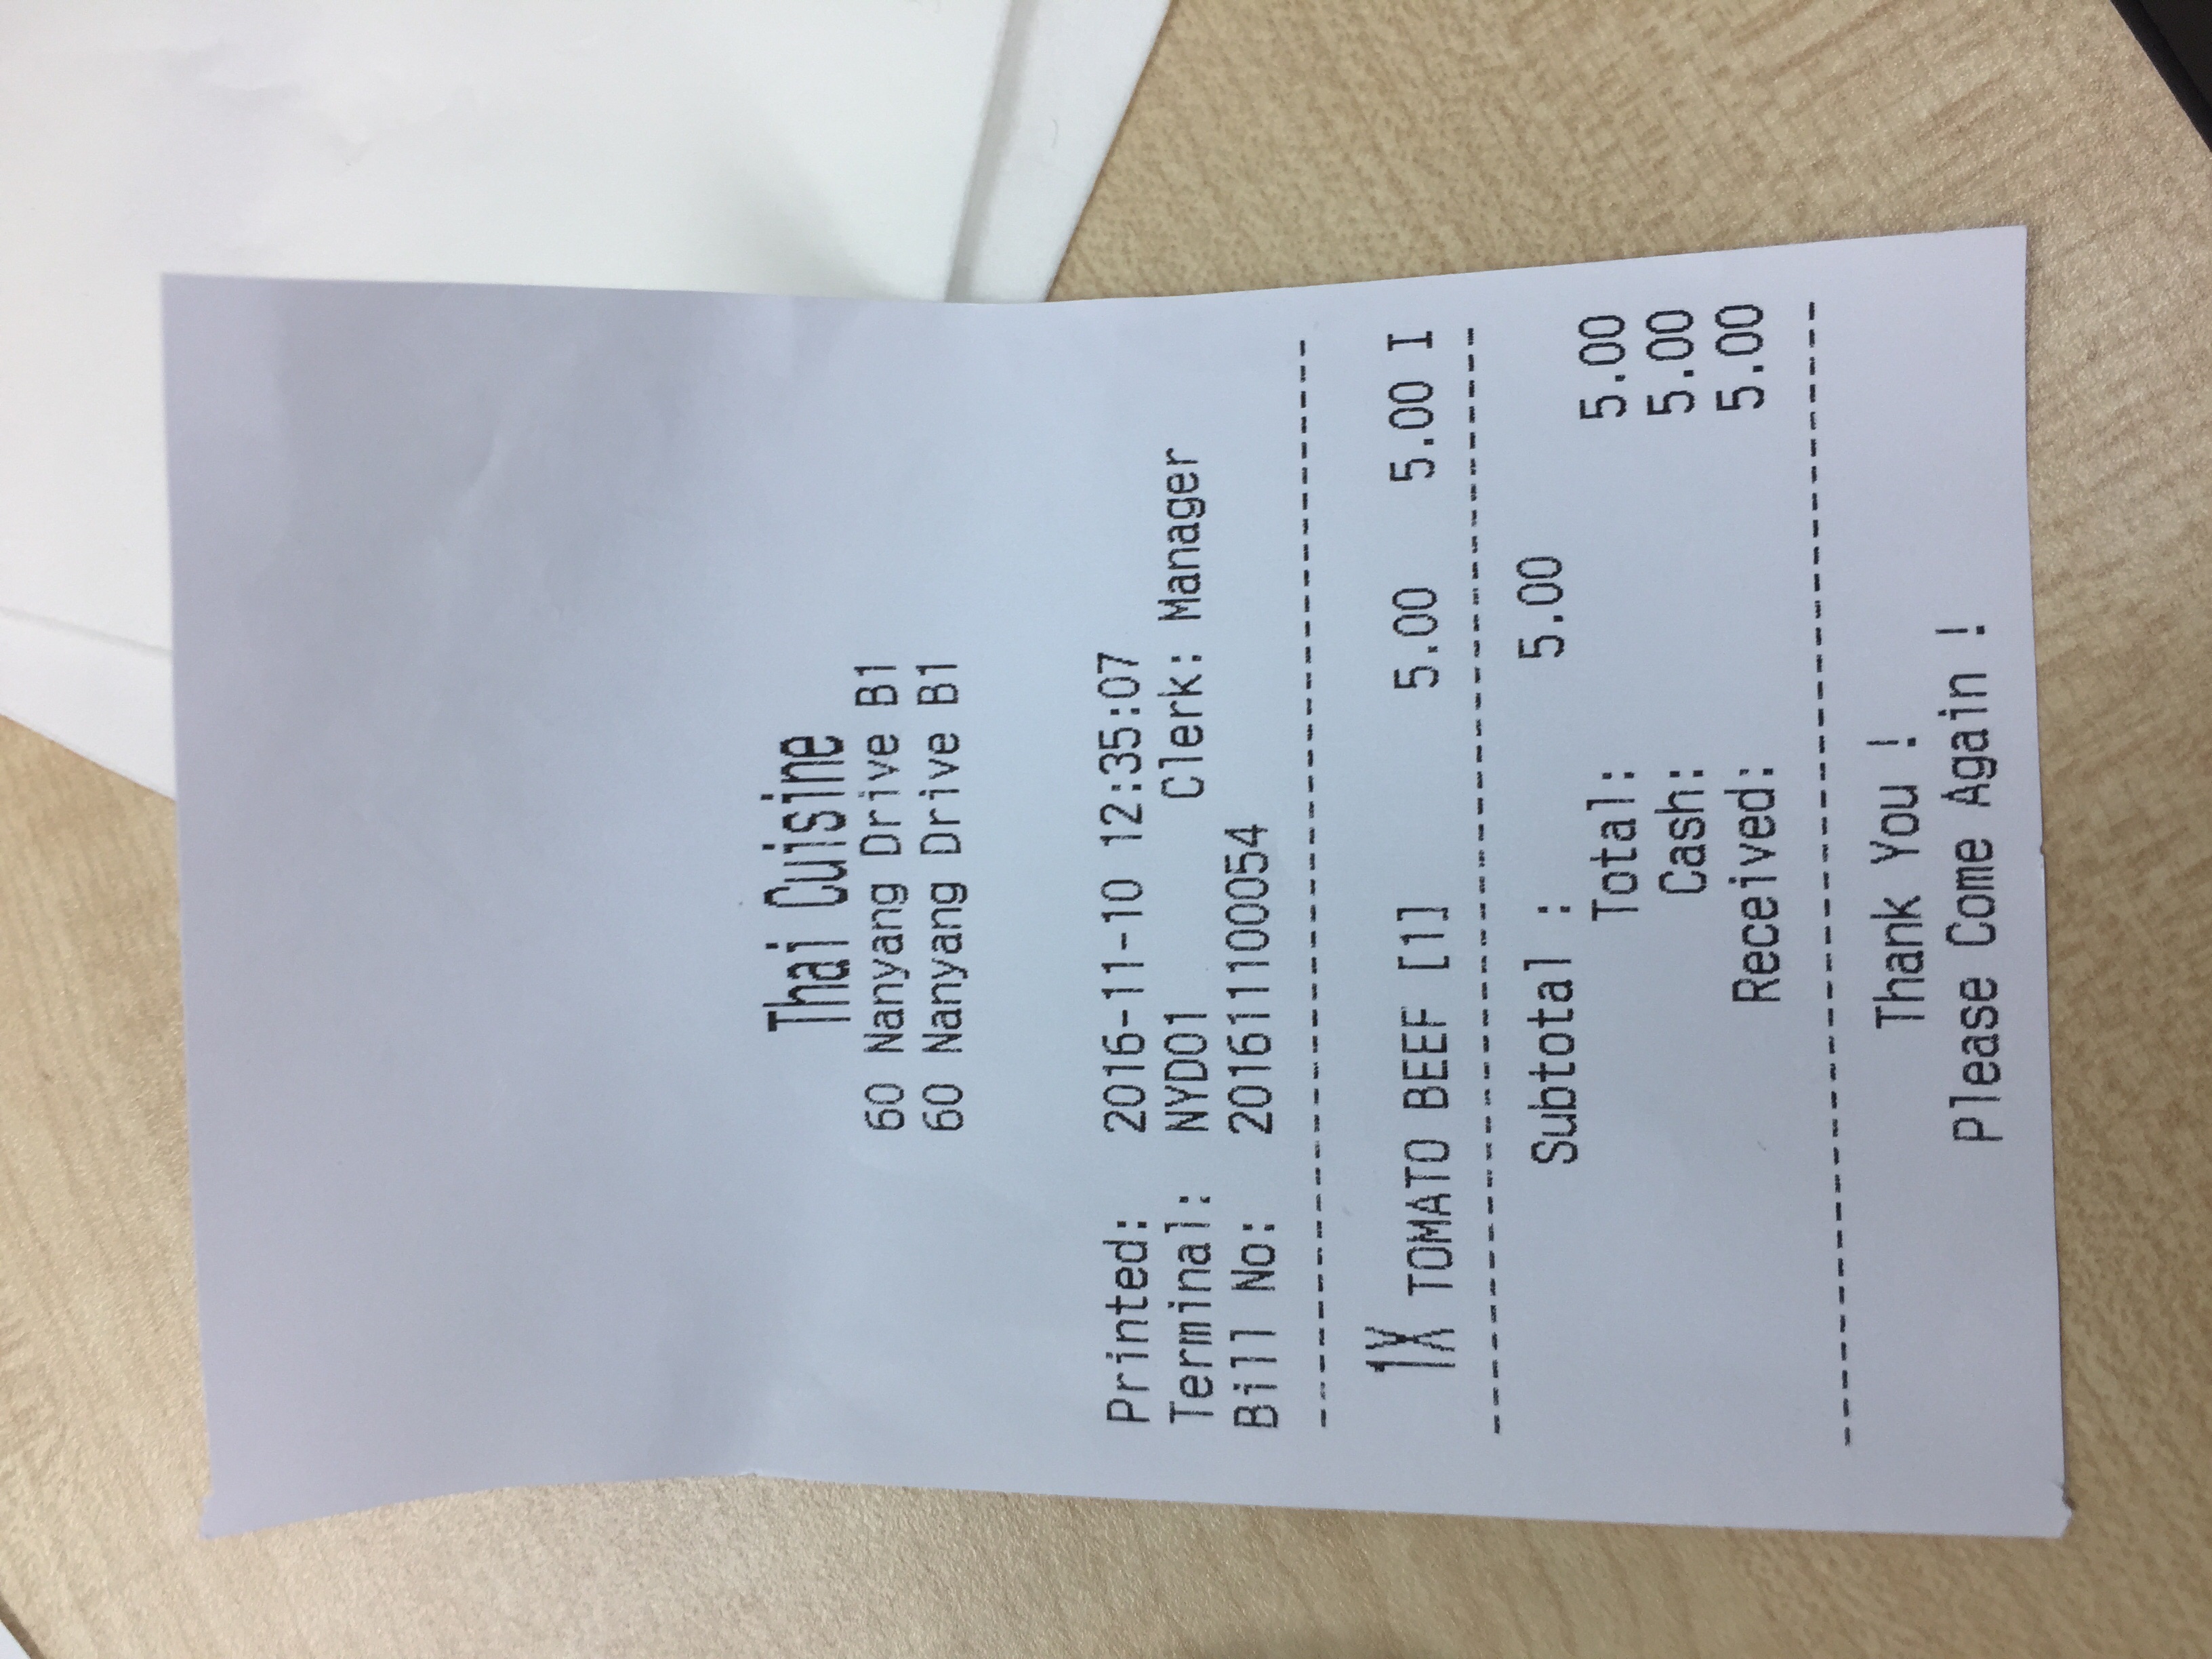 Thai Cuisine
60 Nanyang Drive B1
60 Nanyang Drive B1
Printed: 2016-11-10 12:35:07
Terminal: NYD01 Clerk: Manager
Bill No: 201611100054
1X TOMATO BEEF [1] 5.00 5.00 I
Subtotal : 5.00
Total: 5.00
Cash: 5.00
Received: 5.00
Thank You !
Please Come Again !